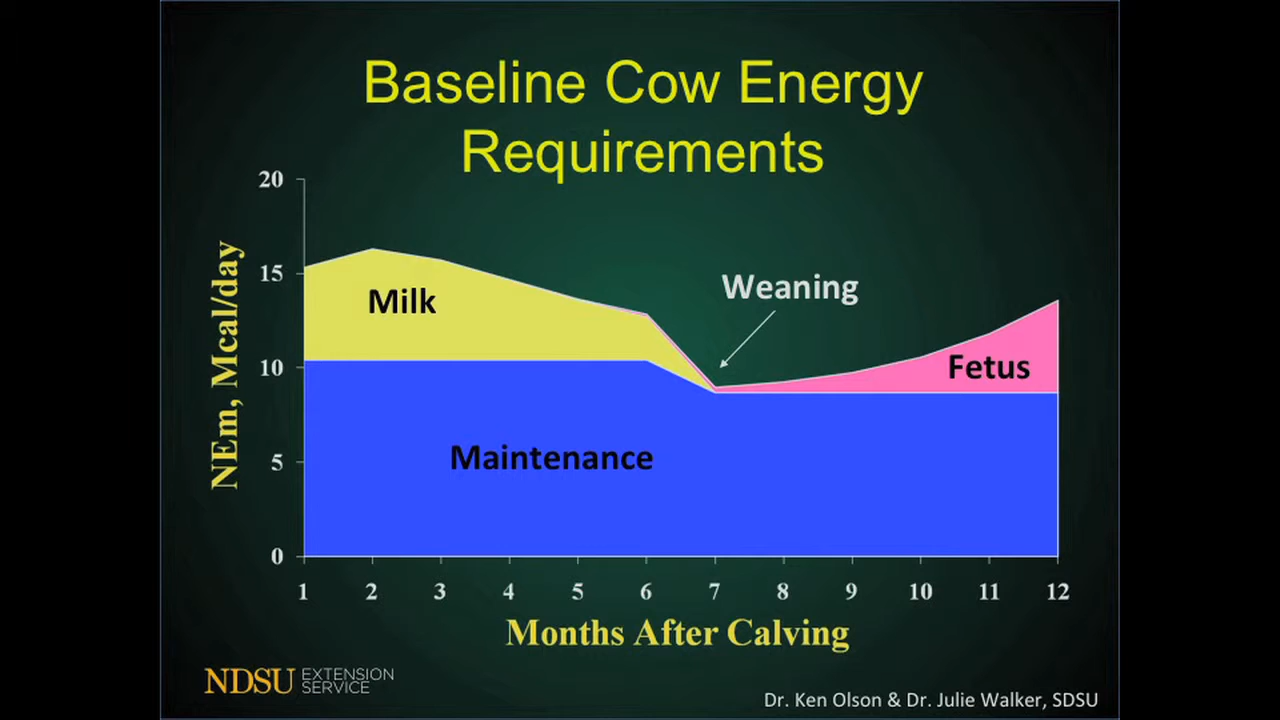 Baseline Cow Energy
Requirements
20
15
10
5
0
NEm, Mcal/day
Milk
Weaning
Fetus
Maintenance
1 2 3 4 5 6 7 8 9 10 11 12
Months After Calving
NDSU EXTENSION
SERVICE
Dr. Ken Olson & Dr. Julie Walker, SDSU